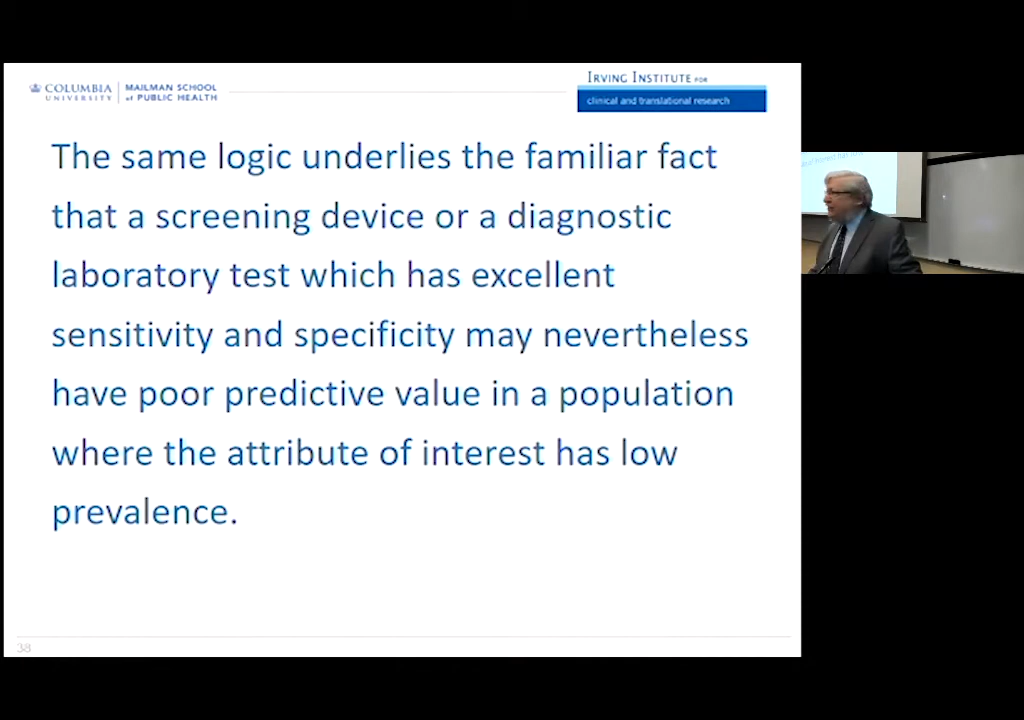 COLUMBIA UNIVERSITY
MAILMAN SCHOOL of PUBLIC HEALTH
IRVING INSTITUTE FOR
clinical and translational research
The same logic underlies the familiar fact
that a screening device or a diagnostic
laboratory test which has excellent
sensitivity and specificity may nevertheless
have poor predictive value in a population
where the attribute of interest has low
prevalence.
38